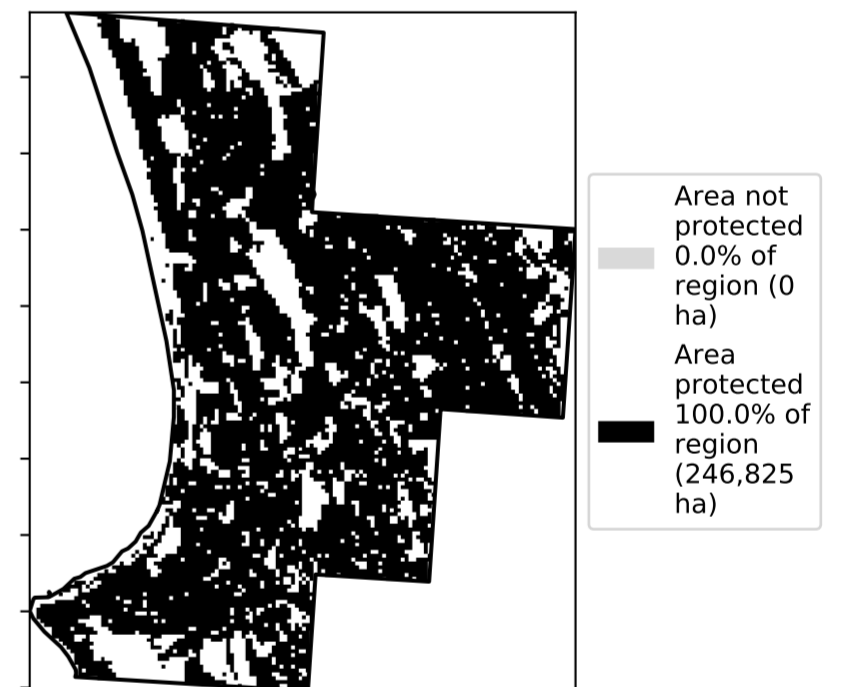 Area not
protected
0.0% of
region (0
ha)
Area
protected
100.0% of
region
(246,825
ha)